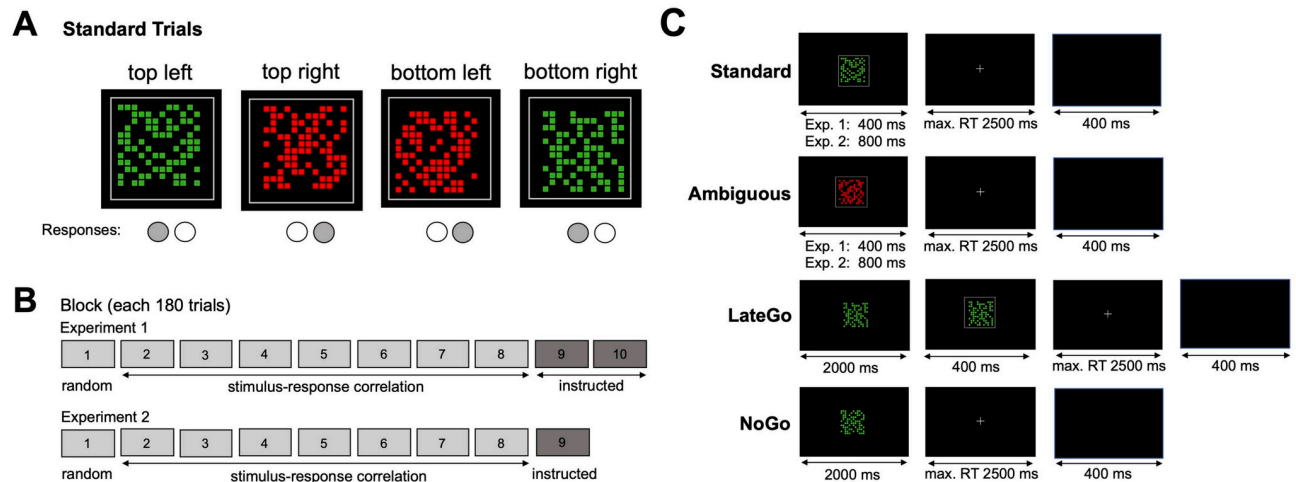 A Standard Trials
top left top right bottom left bottom right
Responses:
B Block (each 180 trials)
Experiment 1
1 2 3 4 5 6 7 8 9 10
random stimulus-response correlation instructed
Experiment 2
1 2 3 4 5 6 7 8 9
random stimulus-response correlation instructed
C
Standard
Exp. 1: 400 ms max. RT 2500 ms 400 ms
Exp. 2: 800 ms
Ambiguous
Exp. 1: 400 ms max. RT 2500 ms 400 ms
Exp. 2: 800 ms
LateGo
2000 ms 400 ms max. RT 2500 ms 400 ms
NoGo
2000 ms max. RT 2500 ms 400 ms